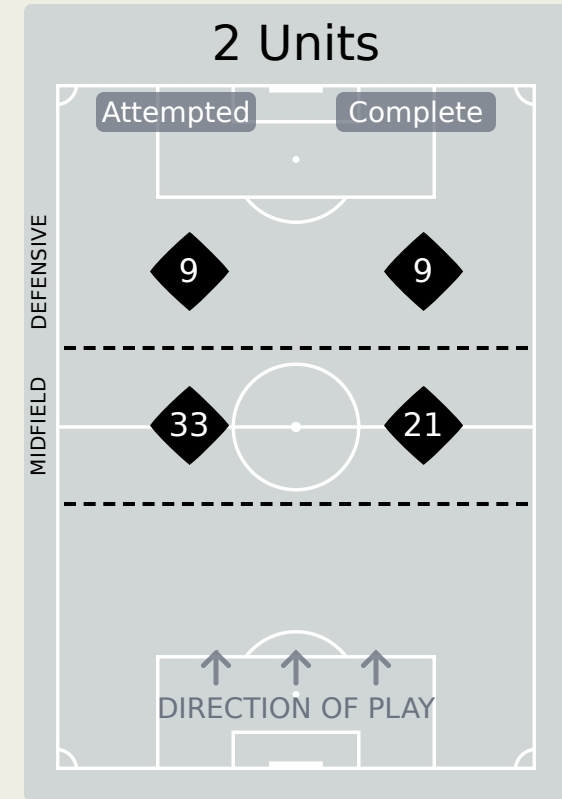 2 Units
Attempted Complete
DEFENSIVE
9 9
MIDFIELD
33 21
DIRECTION OF PLAY